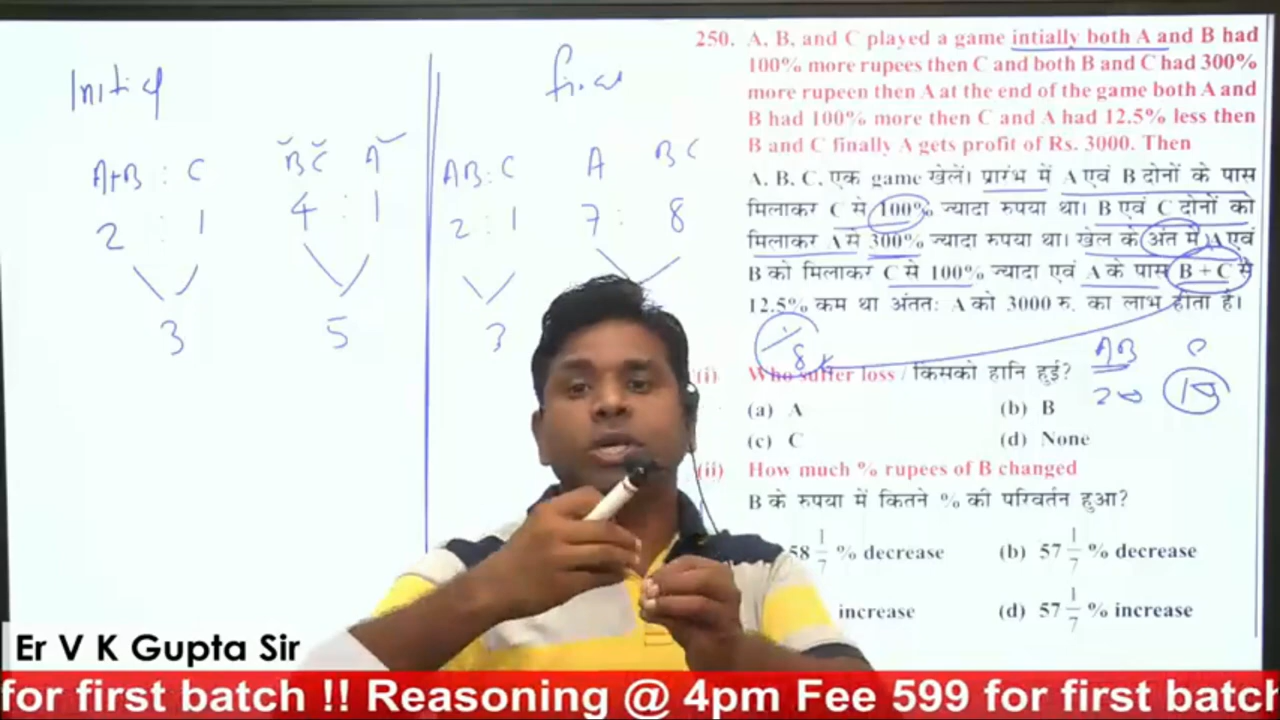 Initial
A+B : C
2 : 1
3
BC A
4 : 1
5
final
AB : C
2 : 1
3
A BC
7 : 8
250. A, B, and C played a game intially both A and B had
100% more rupees then C and both B and C had 300%
more rupeen then A at the end of the game both A and
B had 100% more then C and A had 12.5% less then
B and C finally A gets profit of Rs. 3000. Then
A. B. C. एक game खेलें। प्रारंभ में A एवं B दोनों के पास
मिलाकर C से 100% ज्यादा रुपया था। B एवं C दोनों को
मिलाकर A से 300% ज्यादा रुपया था। खेल के अंत में A एवं
B को मिलाकर C से 100% ज्यादा एवं A के पास B + C से
12.5% कम था अंततः A को 3000 रु. का लाभ होता है।
1/8
AB C
(i) Who suffer loss / किसको हानि हुई?
(a) A (b) B
(c) C (d) None
(ii) How much % rupees of B changed
B के रुपया में कितने % की परिवर्तन हुआ?
58 1/7 % decrease (b) 57 1/7 % decrease
increase (d) 57 1/7 % increase
Er V K Gupta Sir
for first batch !! Reasoning @ 4pm Fee 599 for first batch